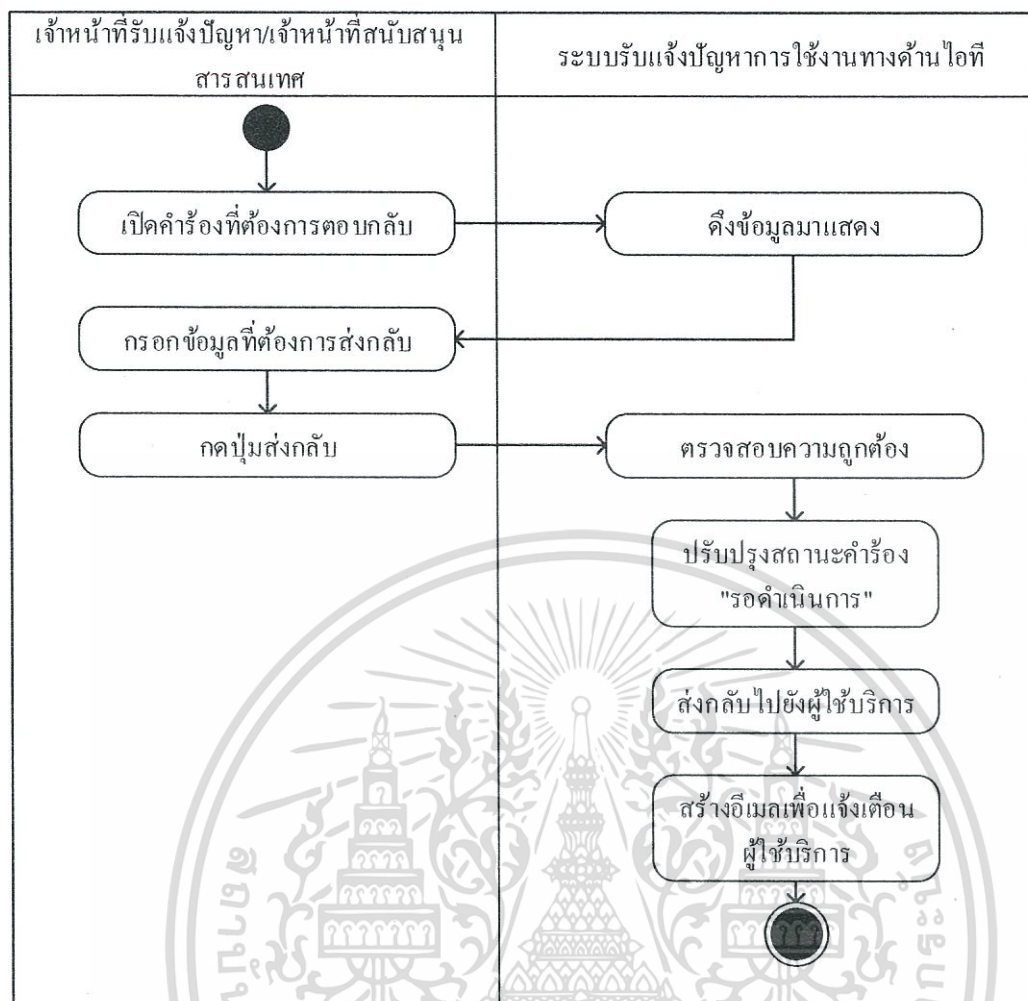 เจ้าหน้าที่รับแจ้งปัญหา/เจ้าหน้าที่สนับสนุน
สารสนเทศ
ระบบรับแจ้งปัญหาการใช้งานทางด้านไอที
เปิดคำร้องที่ต้องการตอบกลับ
ดึงข้อมูลมาแสดง
กรอกข้อมูลที่ต้องการส่งกลับ
กดปุ่มส่งกลับ
ตรวจสอบความถูกต้อง
ปรับปรุงสถานะคำร้อง
"รอดำเนินการ"
ส่งกลับไปยังผู้ใช้บริการ
สร้างอีเมลเพื่อแจ้งเตือน
ผู้ใช้บริการ